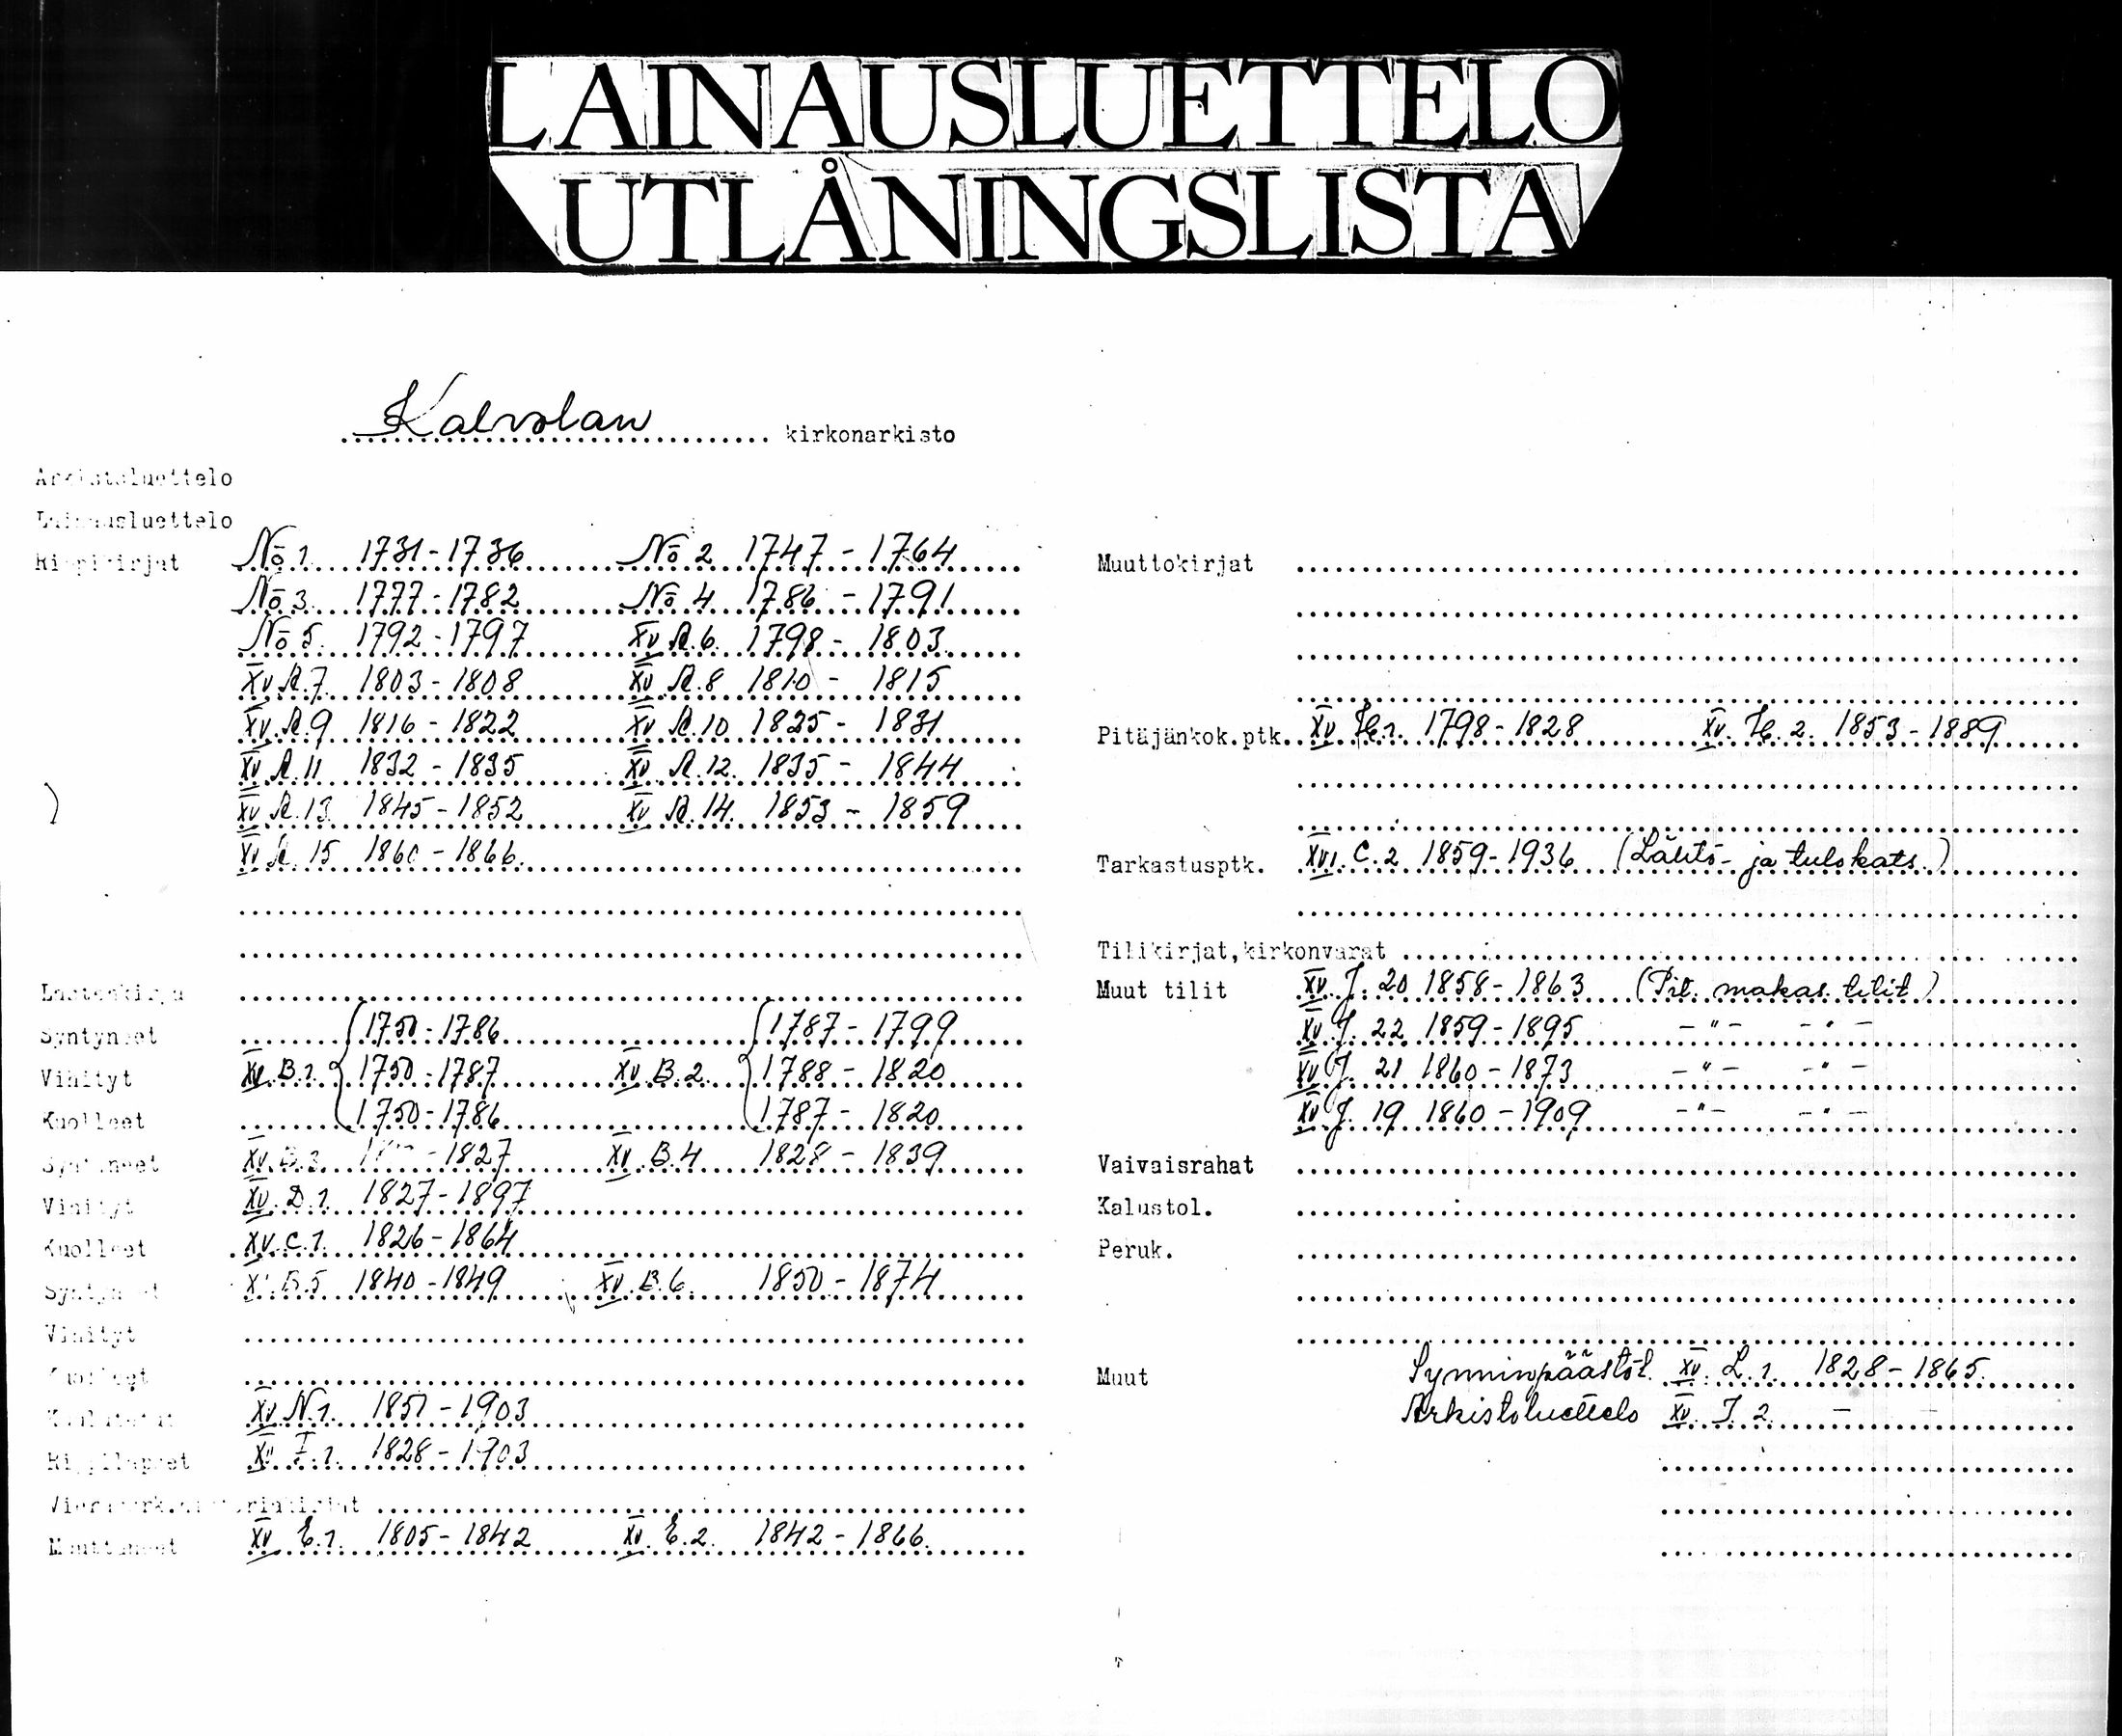 LAINAUSLUETTELO
UTLÅNINGSLISTA
Kalvolan kirkonarkisto
Arkistoluettelo
Lainausluettelo
Rippikirjat No 1 1731-1736 No 2 1747-1764
No 3. 1777-1782 No 4 1786-1791
No 5. 1792-1797 XV A.6. 1798-1803
XV A.7 1803-1808 XV A.8 1810-1815
XV A.9 1816-1822 XV A.10 1825-1831
XV A.11 1832-1835 XV A.12. 1835-1844
XV A.13 1845-1852 XV A.14. 1853-1859
XV A.15 1860-1866.
Lastenkirja
Syntyneet 1750-1786 1787-1799
Vihityt XV.B.1. 1750-1787 XV.B.2. 1788-1820
Kuolleet 1750-1786 1787-1820
Syntyneet XV.B.3. -1827 XV.B.4 1828-1839
Vihityt XV.D.1. 1827-1897
Kuolleet XV.C.1. 1826-1864
Syntyneet XV.B.5 1840-1849 XV.B.6. 1850-1874
Vihityt
Kuolleet
XV.N.1. 1851-1903
Rippilapset XV.I.1. 1828-1903
Muuttaneet XV.E.1. 1805-1842 XV.E.2. 1842-1866.
Muuttokirjat
Pitäjänkok.ptk. XV 1798-1828 XV. 2. 1853-1889
Tarkastusptk. XVI.C.2 1859-1936 (Lähtö- ja tulokats.)
Tilikirjat,kirkonvarat
Muut tilit XV.J.20 1858-1863 (Pit. makas. tilit)
XV.J.22 1859-1895 -"- -"-
XV J.21 1860-1873 -"- -"-
XV J.19 1860-1909 -"- -"-
Vaivaisrahat
Kalustol.
Peruk.
Muut Synninpäästöl. XV.L.1. 1828-1865.
Arkistoluettelo XV.J.2. -